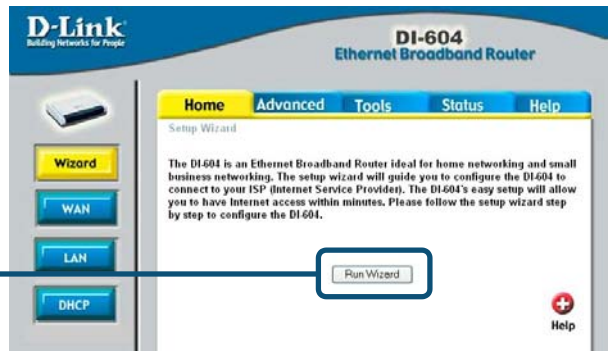 D-Link
Building Networks for People
DI-604
Ethernet Broadband Router
Home Advanced Tools Status Help
Setup Wizard
Wizard
WAN
LAN
DHCP
The DI-604 is an Ethernet Broadband Router ideal for home networking and small
business networking. The setup wizard will guide you to configure the DI-604 to
connect to your ISP (Internet Service Provider). The DI-604's easy setup will allow
you to have Internet access within minutes. Please follow the setup wizard step
by step to configure the DI-604.
Run Wizard
Help